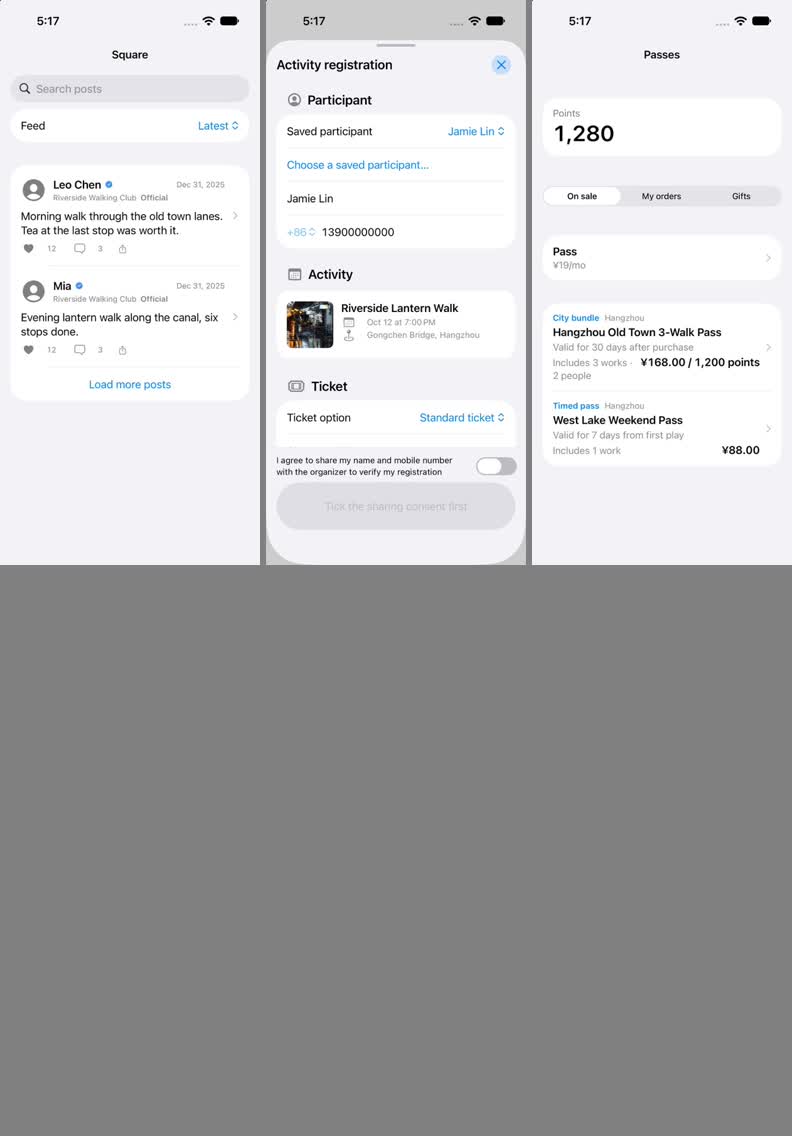 5:17
Square
Search posts
Feed
Latest
Leo Chen
Dec 31, 2025
Riverside Walking Club Official
Morning walk through the old town lanes.
Tea at the last stop was worth it.
12
3
Mia
Dec 31, 2025
Riverside Walking Club Official
Evening lantern walk along the canal, six
stops done.
12
3
Load more posts
5:17
Activity registration
Participant
Saved participant
Jamie Lin
Choose a saved participant...
Jamie Lin
+86
13900000000
Activity
Riverside Lantern Walk
Oct 12 at 7:00 PM
Gongchen Bridge, Hangzhou
Ticket
Ticket option
Standard ticket
I agree to share my name and mobile number
with the organizer to verify my registration
Tick the sharing consent first
5:17
Passes
Points
1,280
On sale
My orders
Gifts
Pass
¥19/mo
City bundle Hangzhou
Hangzhou Old Town 3-Walk Pass
Valid for 30 days after purchase
Includes 3 works · ¥168.00 / 1,200 points
2 people
Timed pass Hangzhou
West Lake Weekend Pass
Valid for 7 days from first play
Includes 1 work
¥88.00